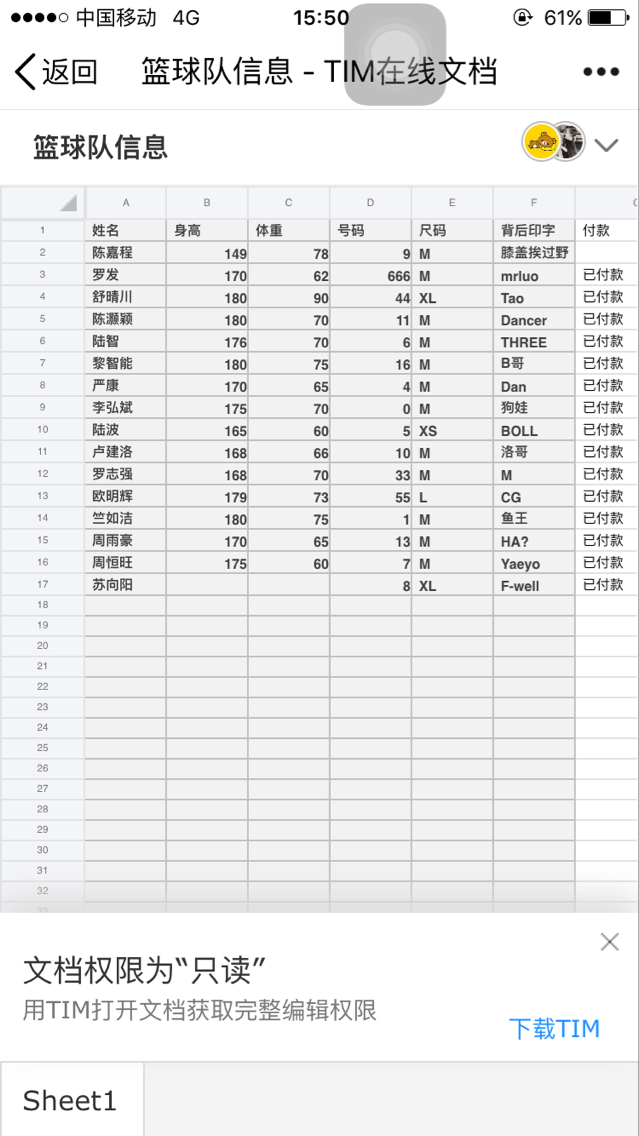 中国移动 4G 15:50 61%
返回 篮球队信息 - TIM在线文档
篮球队信息
A B C D E F
1 姓名 身高 体重 号码 尺码 背后印字 付款
2 陈嘉程 149 78 9 M 膝盖挨过野
3 罗发 170 62 666 M mrluo 已付款
4 舒晴川 180 90 44 XL Tao 已付款
5 陈灏颖 180 70 11 M Dancer 已付款
6 陆智 176 70 6 M THREE 已付款
7 黎智能 180 75 16 M B哥 已付款
8 严康 170 65 4 M Dan 已付款
9 李弘斌 175 70 0 M 狗娃 已付款
10 陆波 165 60 5 XS BOLL 已付款
11 卢建洛 168 66 10 M 洛哥 已付款
12 罗志强 168 70 33 M M 已付款
13 欧明辉 179 73 55 L CG 已付款
14 竺如洁 180 75 1 M 鱼王 已付款
15 周雨豪 170 65 13 M HA? 已付款
16 周恒旺 175 60 7 M Yaeyo 已付款
17 苏向阳 8 XL F-well 已付款
18
19
20
21
22
23
24
25
26
27
28
29
30
31
32
文档权限为“只读”
用TIM打开文档获取完整编辑权限
下载TIM
Sheet1